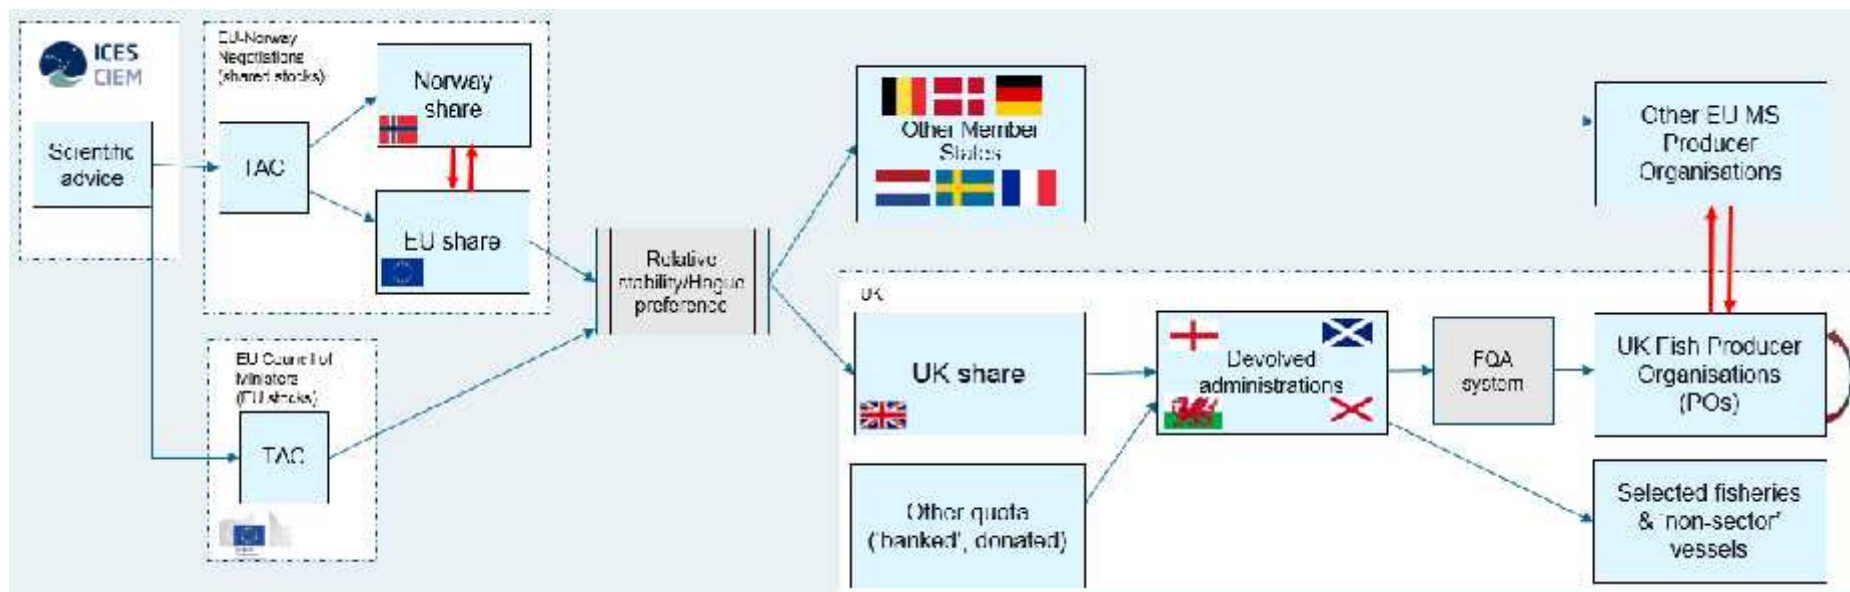 ICES
CIEM
Scientific
advice
EU-Norway
Negotiations
(shared stocks)
TAC
Norway
share
EU share
EU Council of
Ministers
(EU stocks)
TAC
Relative
stability/Hague
preference
Other Member
States
UK
UK share
Other quota
('banked', donated)
Devolved
administrations
FQA
system
Other EU MS
Producer
Organisations
UK Fish Producer
Organisations
(POs)
Selected fisheries
& 'non-sector'
vessels